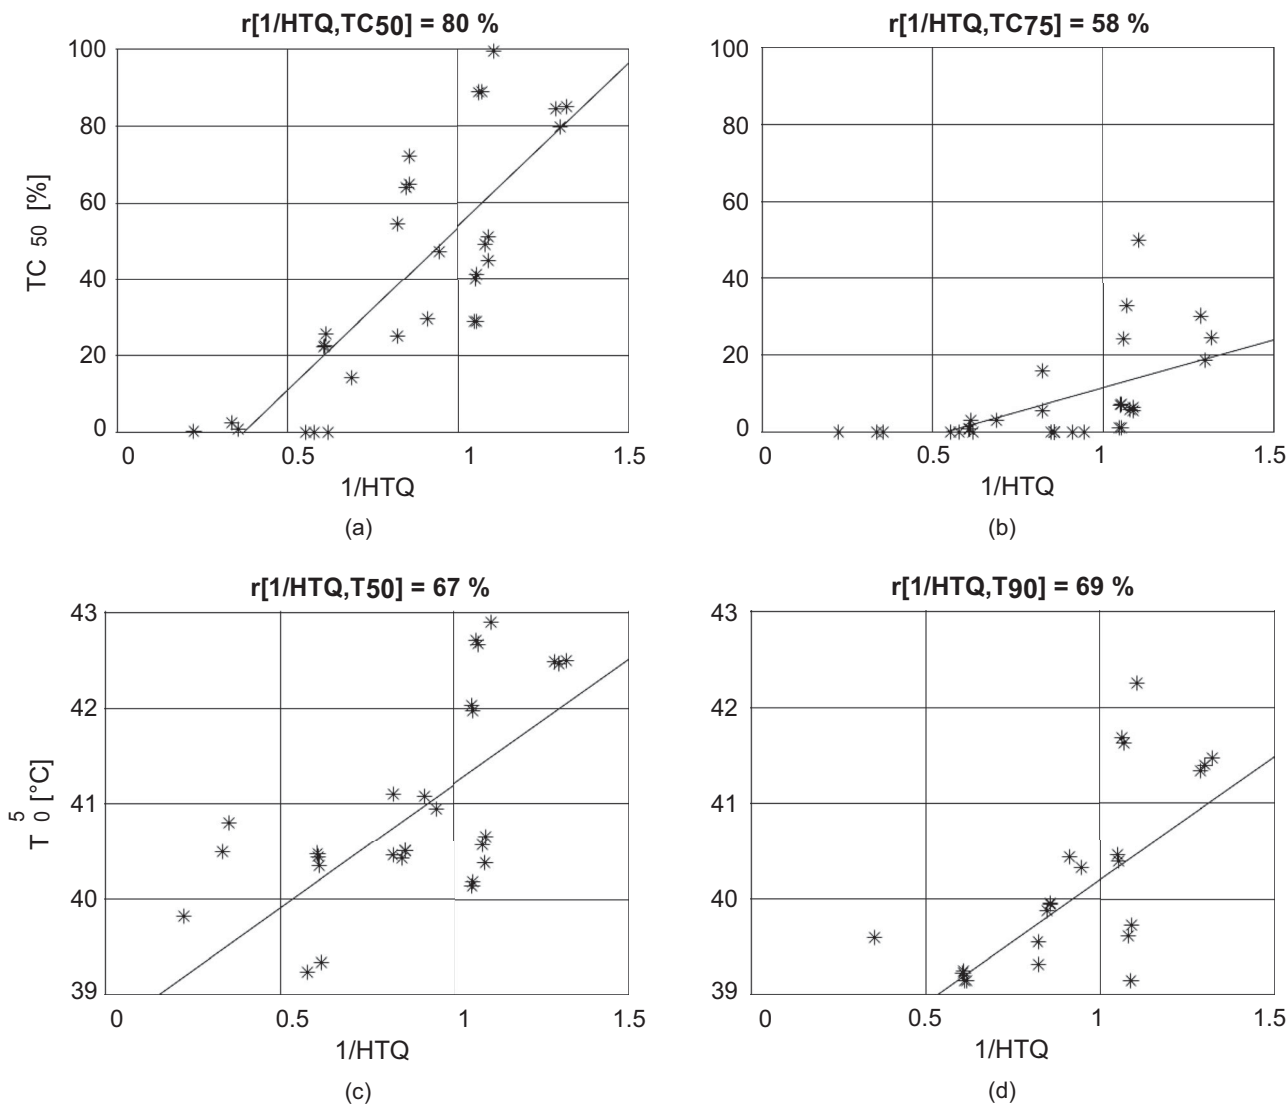 r[1/HTQ,TC50] = 80 %
100
80
60
40
20
0
TC 50 [%]
0 0.5 1 1.5
1/HTQ
(a)
r[1/HTQ,TC75] = 58 %
100
80
60
40
20
0
0 0.5 1 1.5
1/HTQ
(b)
r[1/HTQ,T50] = 67 %
43
42
41
40
39
T 5 0 [°C]
0 0.5 1 1.5
1/HTQ
(c)
r[1/HTQ,T90] = 69 %
43
42
41
40
39
0 0.5 1 1.5
1/HTQ
(d)